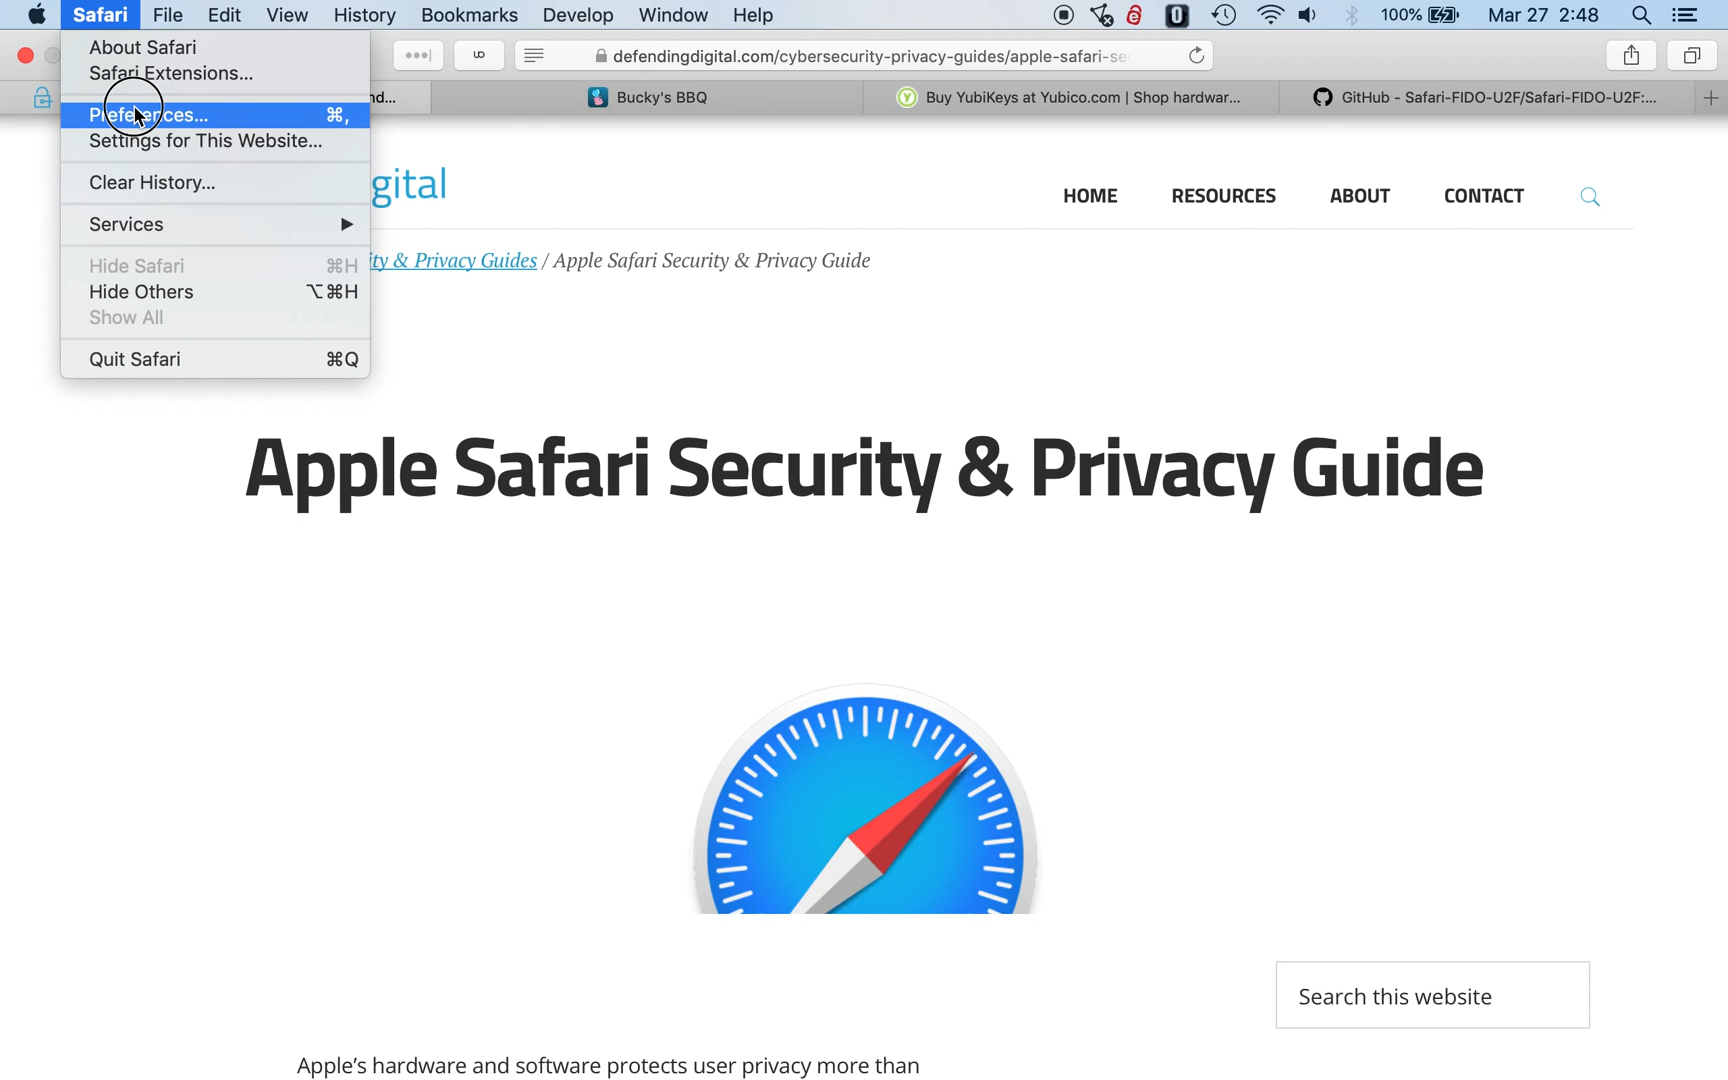 Safari File Edit View History Bookmarks Develop Window Help 100% Mar 27 2:48
About Safari
Safari Extensions...
Preferences... ⌘,
Settings for This Website...
Clear History...
Services ▶
Hide Safari ⌘H
Hide Others ⌥⌘H
Show All
Quit Safari ⌘Q
defendingdigital.com/cybersecurity-privacy-guides/apple-safari-se
nd... Bucky's BBQ Buy YubiKeys at Yubico.com | Shop hardwar... GitHub - Safari-FIDO-U2F/Safari-FIDO-U2F:... +
gital
HOME RESOURCES ABOUT CONTACT
ity & Privacy Guides / Apple Safari Security & Privacy Guide
Apple Safari Security & Privacy Guide
Search this website
Apple's hardware and software protects user privacy more than